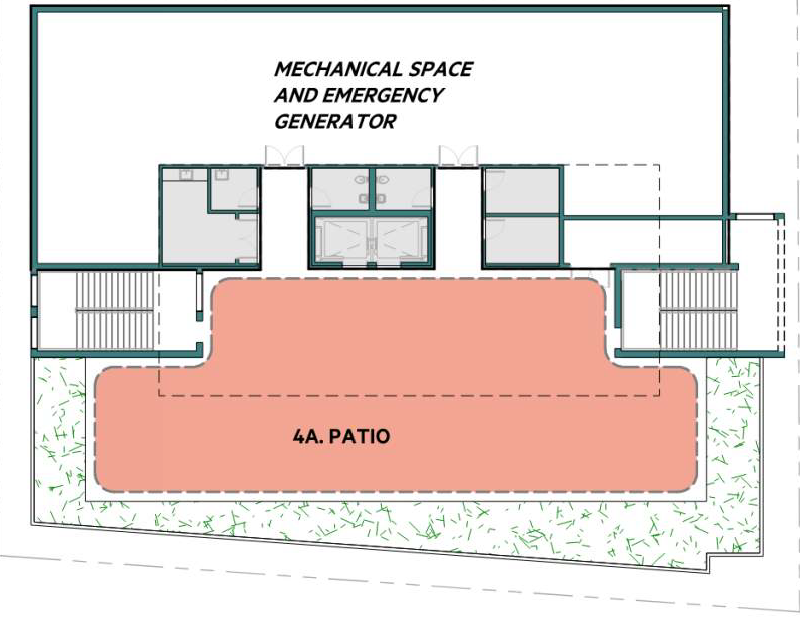 MECHANICAL SPACE
AND EMERGENCY
GENERATOR
4A. PATIO